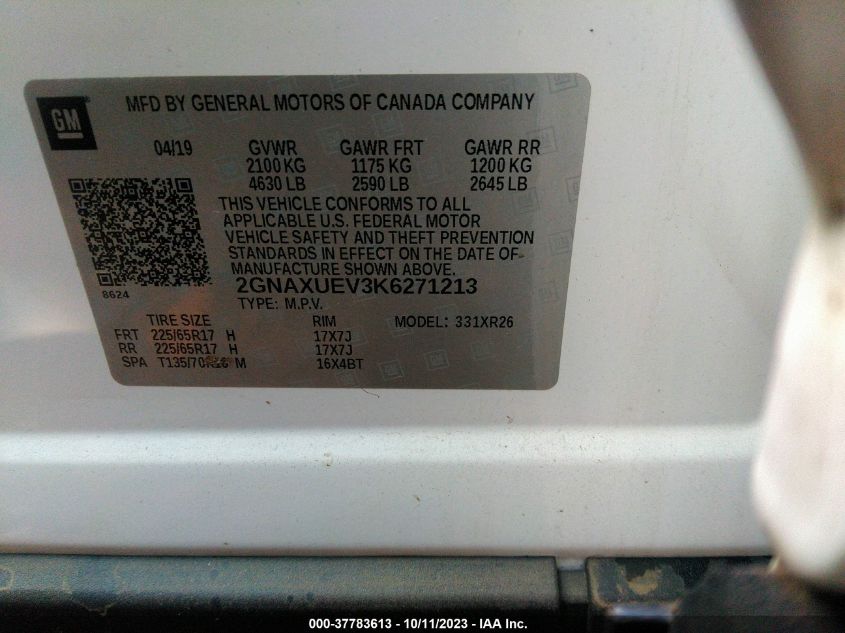 GM
MFD BY GENERAL MOTORS OF CANADA COMPANY
04/19 GVWR GAWR FRT GAWR RR
2100 KG 1175 KG 1200 KG
4630 LB 2590 LB 2645 LB
THIS VEHICLE CONFORMS TO ALL
APPLICABLE U.S. FEDERAL MOTOR
VEHICLE SAFETY AND THEFT PREVENTION
STANDARDS IN EFFECT ON THE DATE OF
MANUFACTURE SHOWN ABOVE.
8624
2GNAXUEV3K6271213
TYPE: M.P.V.
TIRE SIZE RIM MODEL: 331XR26
FRT 225/65R17 H 17X7J
RR 225/65R17 H 17X7J
SPA T135/70R16 M 16X4BT
000-37783613 - 10/11/2023 - IAA Inc.